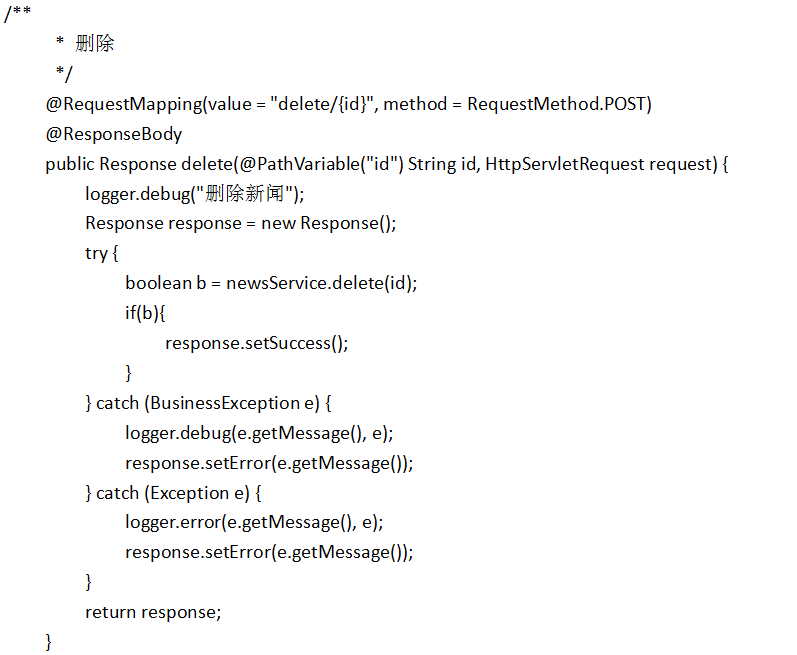 /**
* 删除
*/
@RequestMapping(value = "delete/{id}", method = RequestMethod.POST)
@ResponseBody
public Response delete(@PathVariable("id") String id, HttpServletRequest request) {
logger.debug("删除新闻");
Response response = new Response();
try {
boolean b = newsService.delete(id);
if(b){
response.setSuccess();
}
} catch (BusinessException e) {
logger.debug(e.getMessage(), e);
response.setError(e.getMessage());
} catch (Exception e) {
logger.error(e.getMessage(), e);
response.setError(e.getMessage());
}
return response;
}